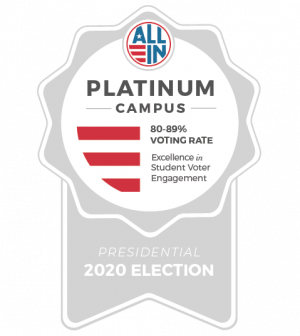 ALL
IN
PLATINUM
CAMPUS
80-89%
VOTING RATE
Excellence in
Student Voter
Engagement
PRESIDENTIAL
2020 ELECTION